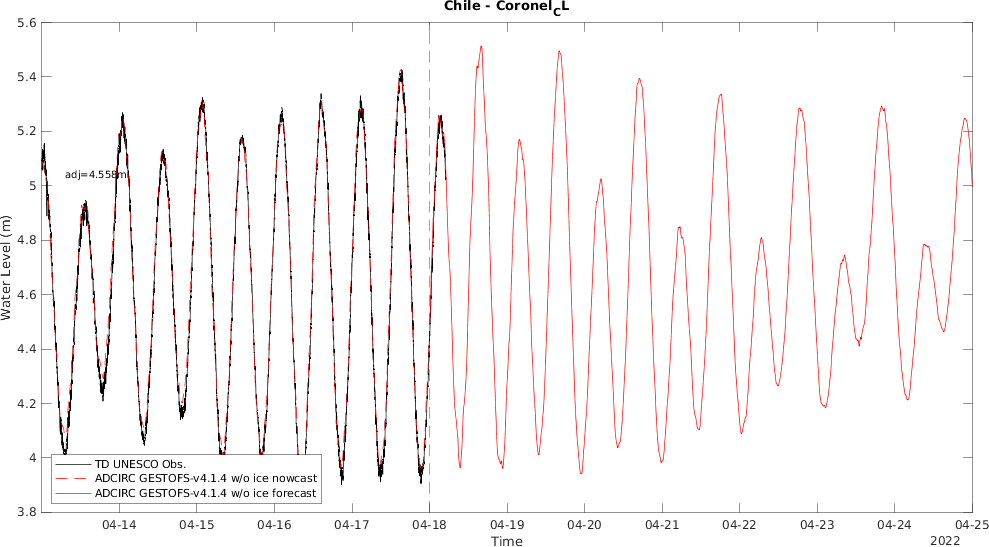 Chile - Coronel_CL
5.6
5.4
5.2
5
4.8
4.6
4.4
4.2
4
3.8
Water Level (m)
adj=4.558m
TD UNESCO Obs.
ADCIRC GESTOFS-v4.1.4 w/o ice nowcast
ADCIRC GESTOFS-v4.1.4 w/o ice forecast
04-14 04-15 04-16 04-17 04-18 04-19 04-20 04-21 04-22 04-23 04-24 04-25
Time
2022